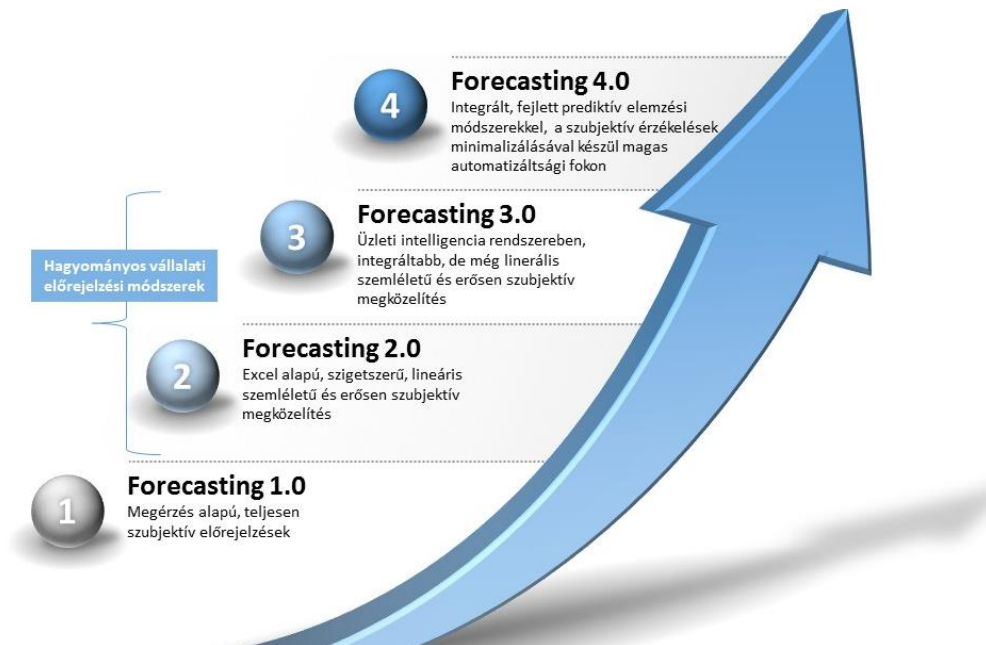 4
Forecasting 4.0
Integrált, fejlett prediktív elemzési
módszerekkel, a szubjektív érzékelések
minimalizálásával készül magas
automatizáltsági fokon
3
Forecasting 3.0
Üzleti intelligencia rendszereben,
integráltabb, de még linerális
szemléletű és erősen szubjektív
megközelítés
Hagyományos vállalati
előrejelzési módszerek
2
Forecasting 2.0
Excel alapú, szigetszerű, lineáris
szemléletű és erősen szubjektív
megközelítés
1
Forecasting 1.0
Megérzés alapú, teljesen
szubjektív előrejelzések